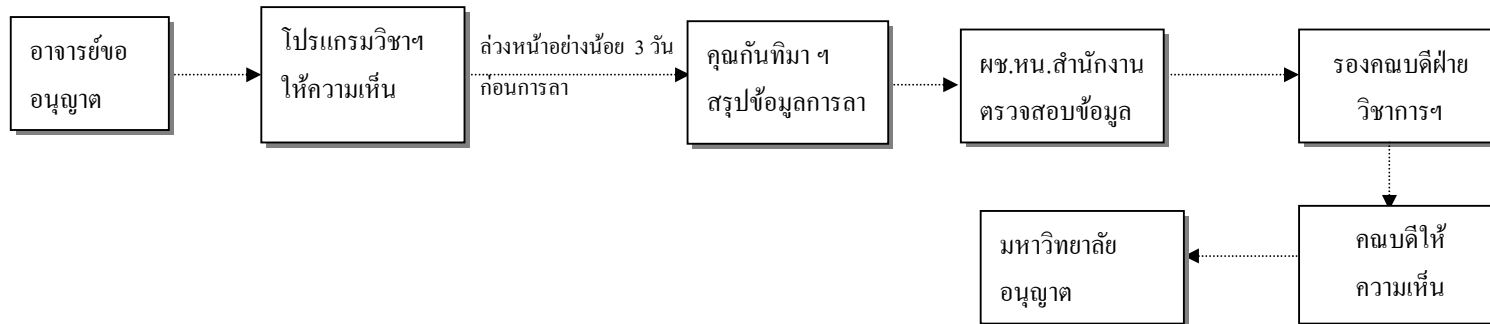 อาจารย์ขอ
อนุญาต
โปรแกรมวิชาฯ
ให้ความเห็น
ล่วงหน้าอย่างน้อย 3 วัน
ก่อนการลา
คุณกันทิมา ฯ
สรุปข้อมูลการลา
ผช.หน.สำนักงาน
ตรวจสอบข้อมูล
รองคณบดีฝ่าย
วิชาการฯ
คณบดีให้
ความเห็น
มหาวิทยาลัย
อนุญาต